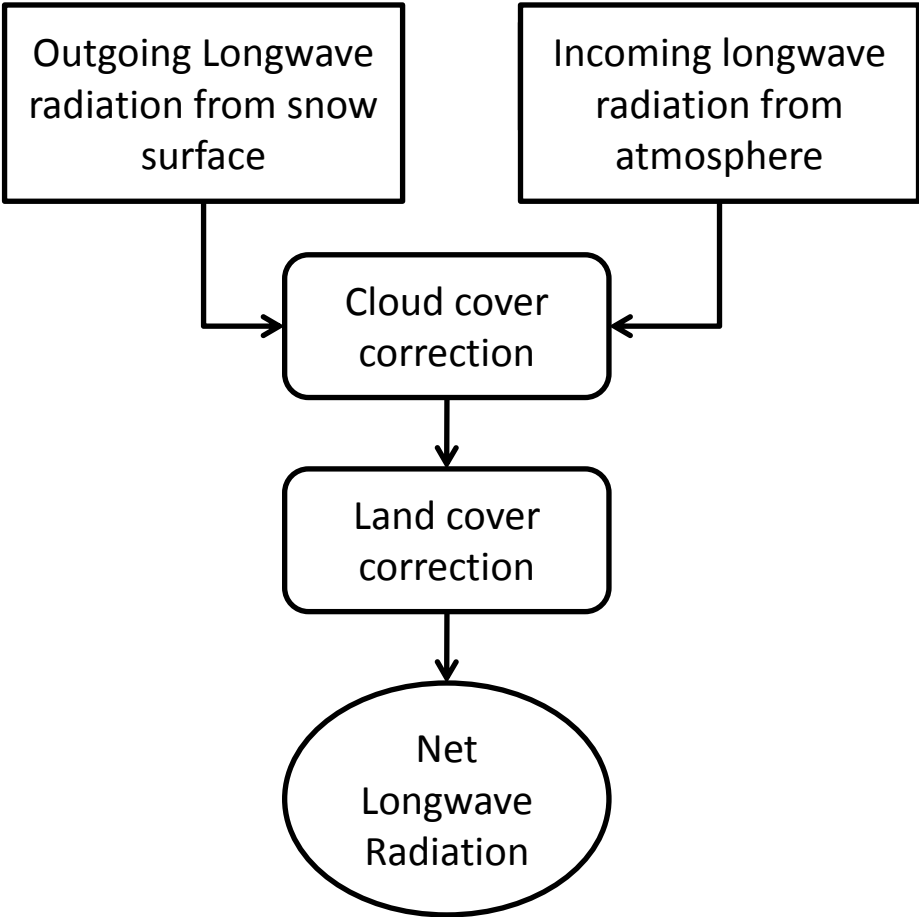 Outgoing Longwave
radiation from snow
surface
Incoming longwave
radiation from
atmosphere
Cloud cover
correction
Land cover
correction
Net
Longwave
Radiation